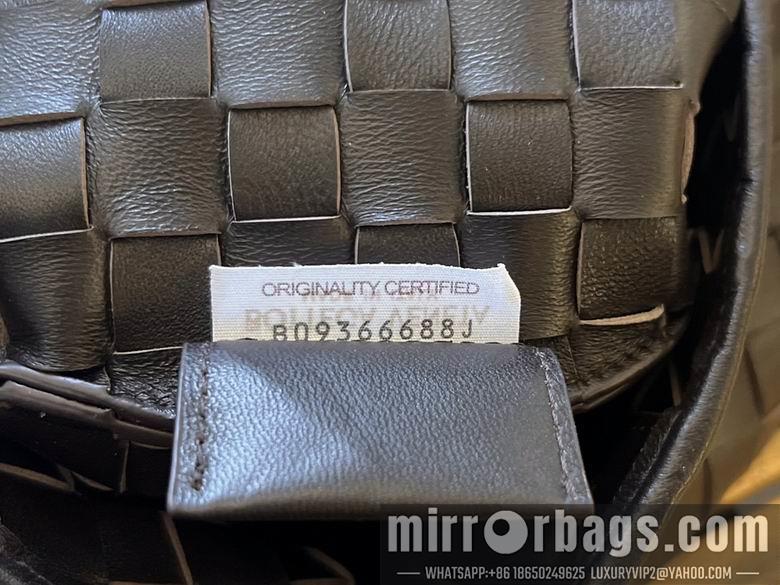 ORIGINALITY CERTIFIED
B09366688J
mirrorbags.com
WHATSAPP:+86 18650249625 LUXURYVIP2@YAHOO.COM